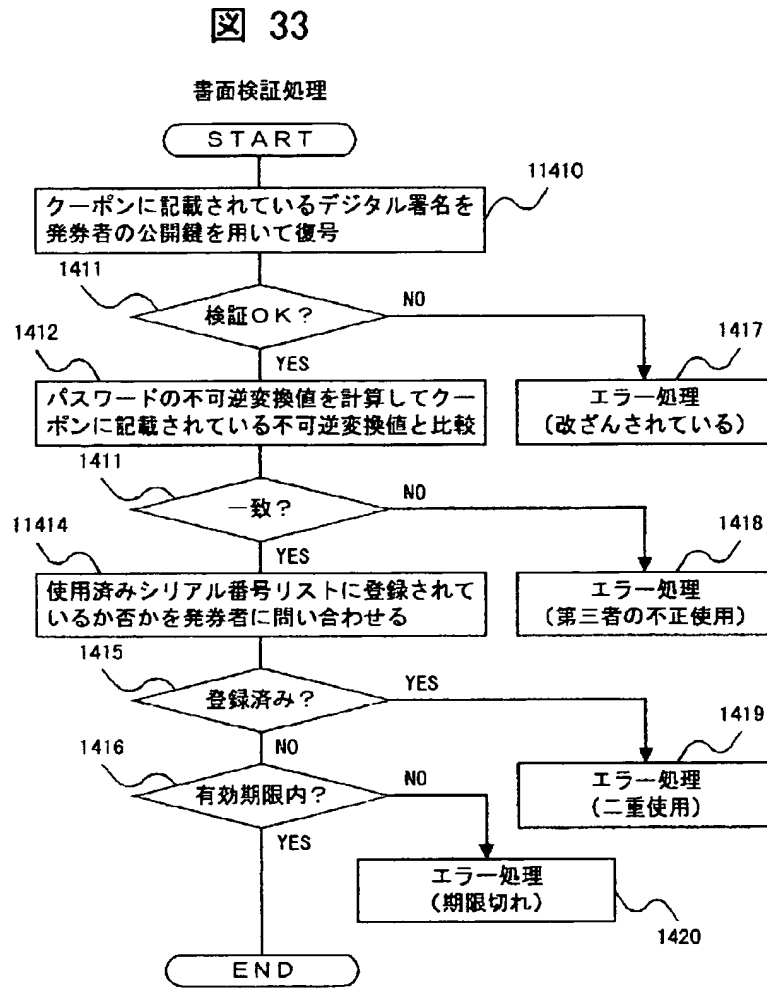 図 33
書面検証処理
START
11410
クーポンに記載されているデジタル署名を
発券者の公開鍵を用いて復号
1411
検証OK?
NO
YES
1412
1417
パスワードの不可逆変換値を計算してクー
ポンに記載されている不可逆変換値と比較
エラー処理
(改ざんされている)
1411
一致?
NO
YES
11414
1418
使用済みシリアル番号リストに登録されて
いるか否かを発券者に問い合わせる
エラー処理
(第三者の不正使用)
1415
登録済み?
YES
NO
1419
1416
有効期限内?
NO
YES
エラー処理
(二重使用)
エラー処理
(期限切れ)
1420
END